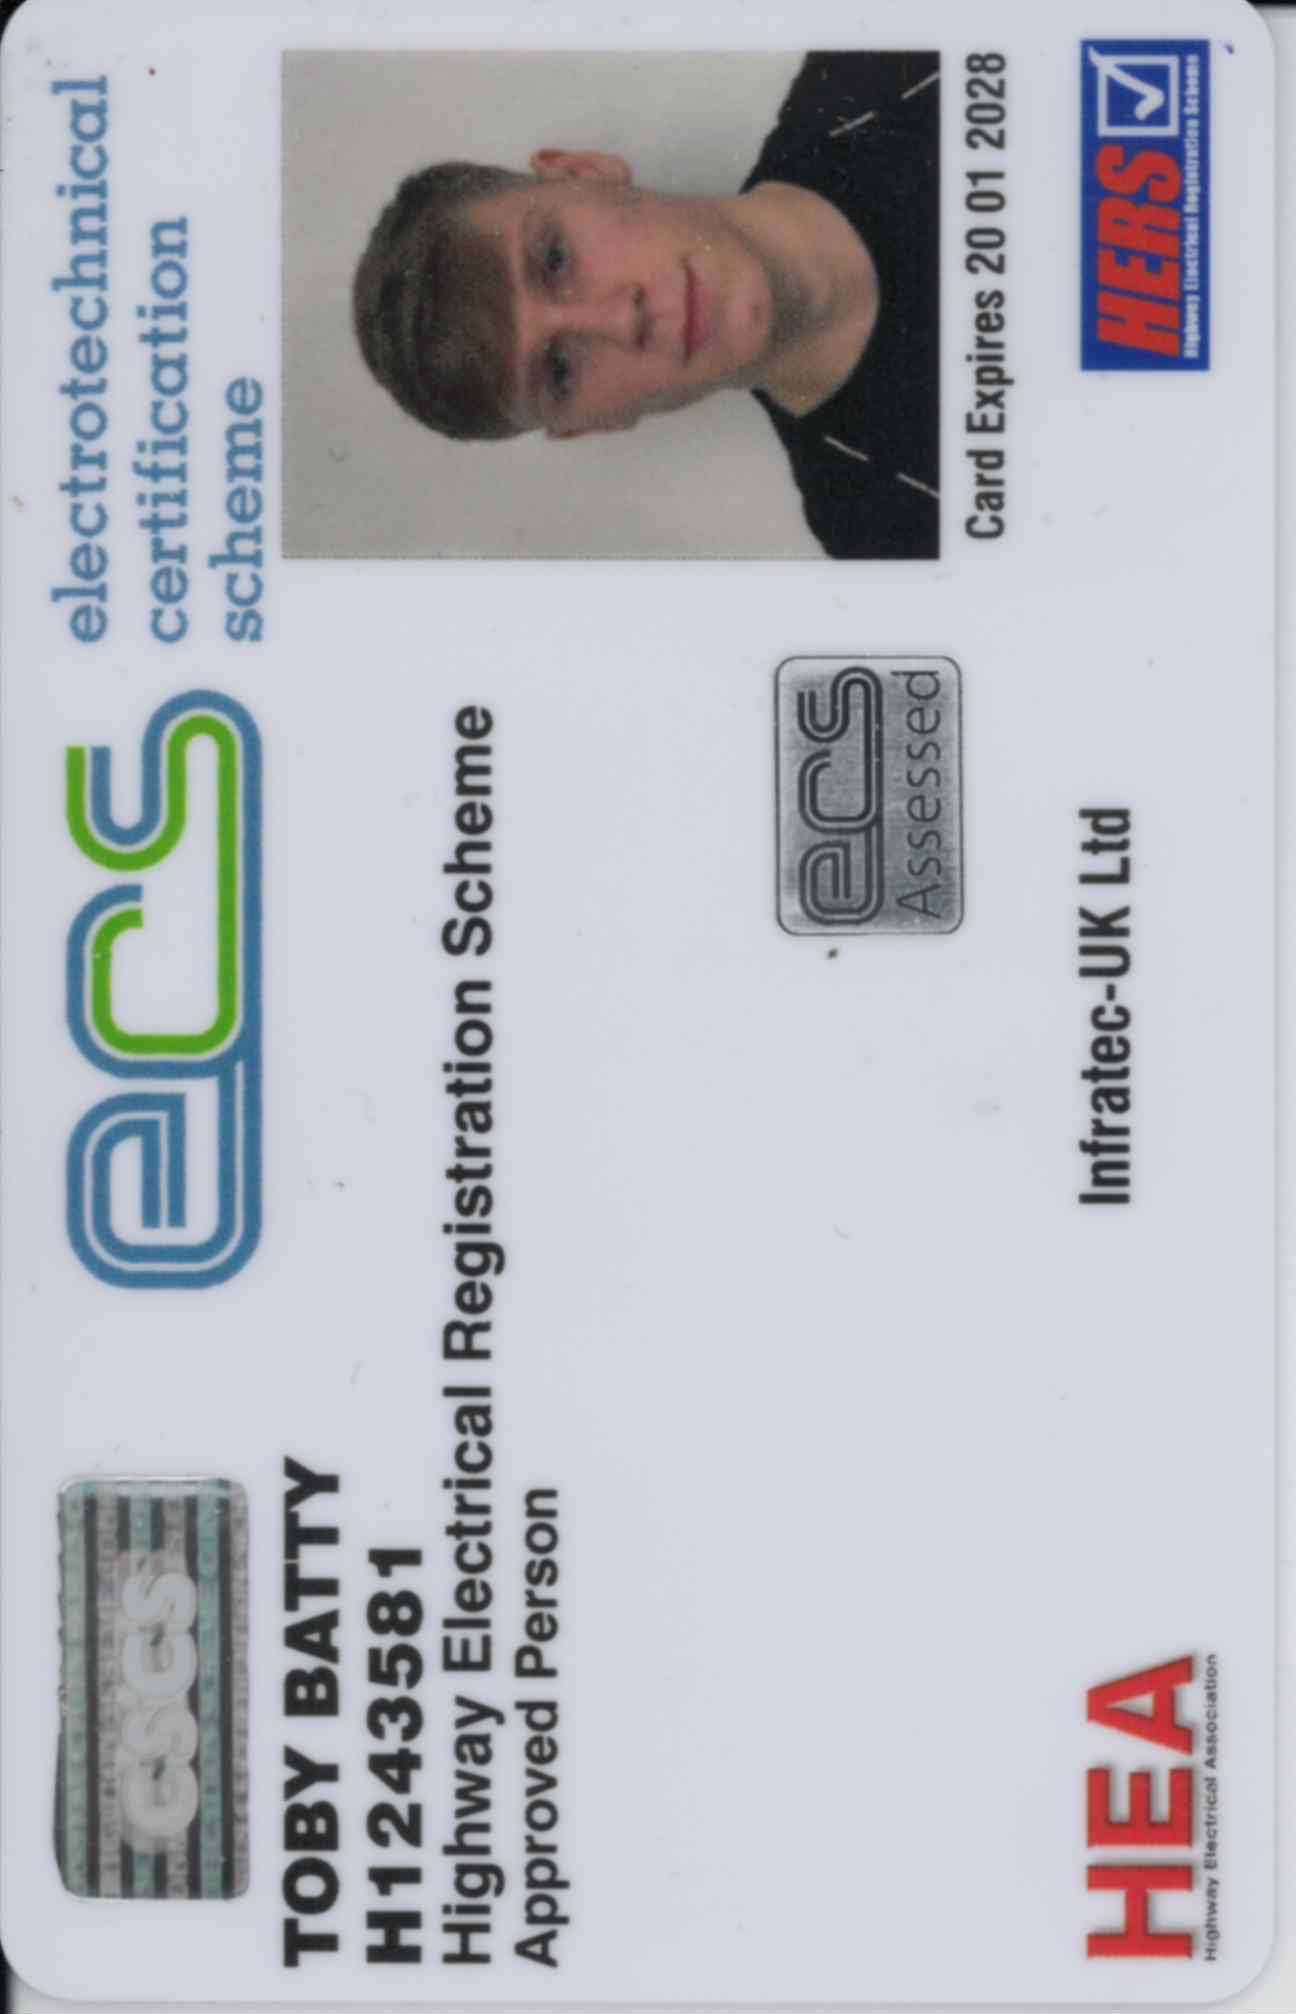 CSCS
ecs
electrotechnical
certification
scheme
TOBY BATTY
H1243581
Highway Electrical Registration Scheme
Approved Person
ecs
Assessed
Card Expires 20 01 2028
HEA
Highway Electrical Association
Infratec-UK Ltd
HERS
Highway Electrical Registration Scheme